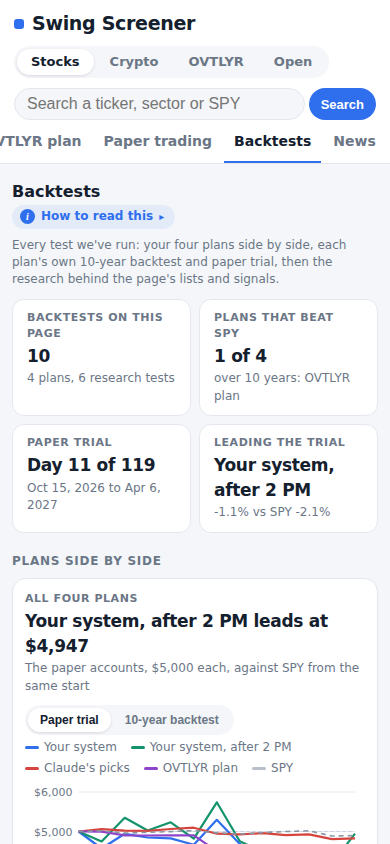 Swing Screener
Stocks Crypto OVTLYR Open
Search a ticker, sector or SPY Search
VTLYR plan Paper trading Backtests News
Backtests
i How to read this ▸
Every test we've run: your four plans side by side, each
plan's own 10-year backtest and paper trial, then the
research behind the page's lists and signals.
BACKTESTS ON THIS
PAGE
10
4 plans, 6 research tests
PLANS THAT BEAT
SPY
1 of 4
over 10 years: OVTLYR
plan
PAPER TRIAL
Day 11 of 119
Oct 15, 2026 to Apr 6,
2027
LEADING THE TRIAL
Your system,
after 2 PM
-1.1% vs SPY -2.1%
PLANS SIDE BY SIDE
ALL FOUR PLANS
Your system, after 2 PM leads at
$4,947
The paper accounts, $5,000 each, against SPY from the
same start
Paper trial 10-year backtest
Your system Your system, after 2 PM
Claude's picks OVTLYR plan SPY
$6,000
$5,000